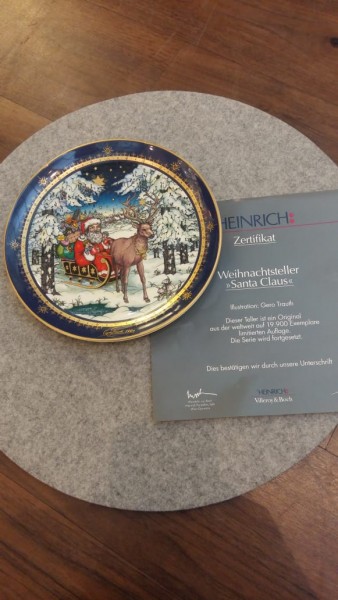 HEINRICH
Zertifikat
Weihnachtsteller
»Santa Claus«
Illustration: Gero Trauth
Dieser Teller ist ein Original
aus der weltweit auf 19.900 Exemplare
limitierten Auflage.
Die Serie wird fortgesetzt.
Dies bestätigen wir durch unsere Unterschrift
HEINRICH
Villeroy & Boch